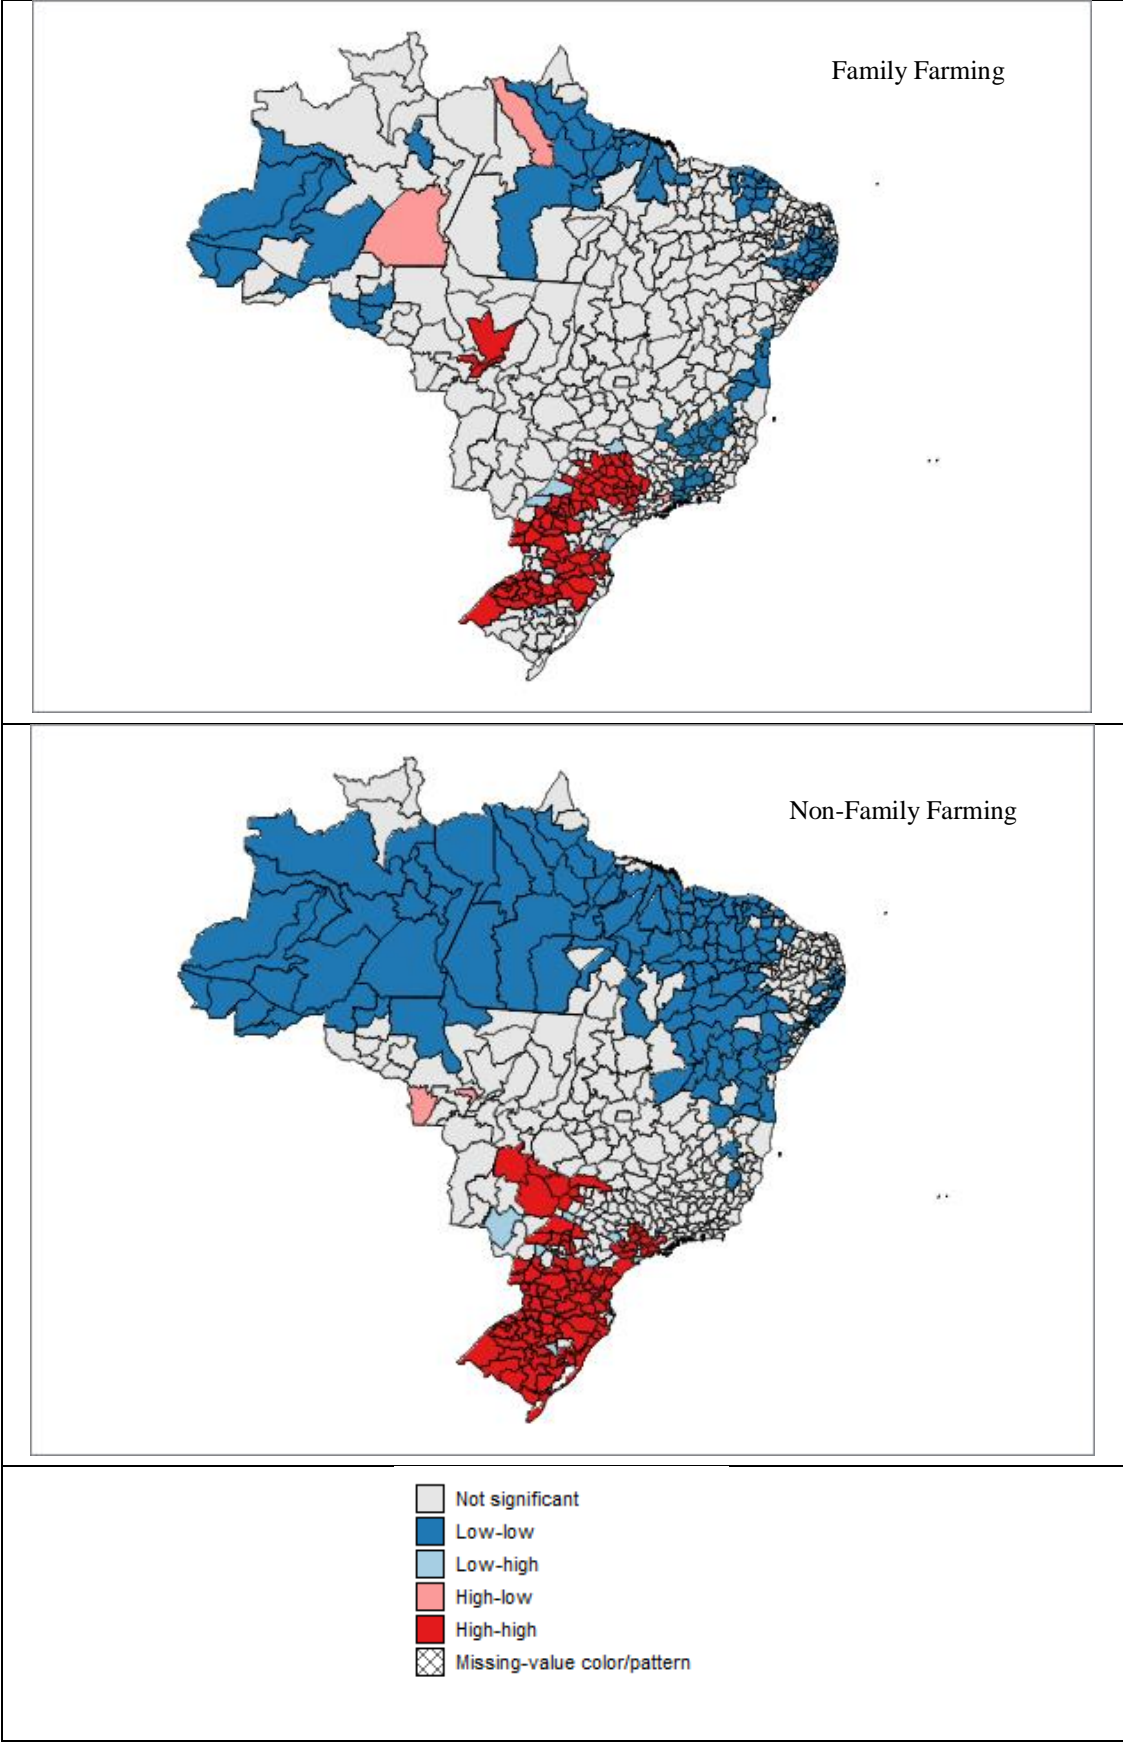 Family Farming
Non-Family Farming
Not significant
Low-low
Low-high
High-low
High-high
Missing-value color/pattern